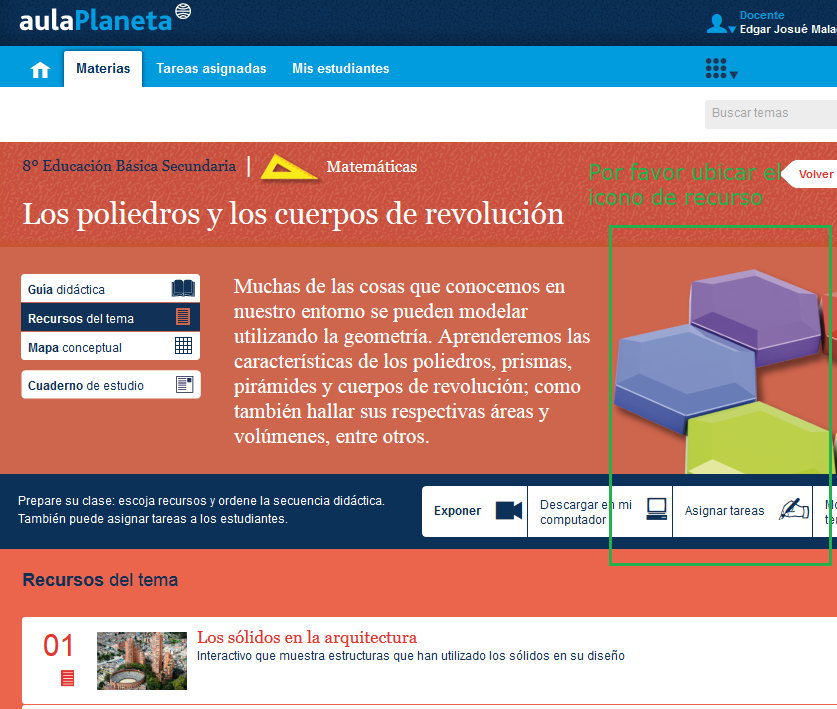 aulaPlaneta
Docente
Edgar Josué Mala
Materias
Tareas asignadas
Mis estudiantes
Buscar temas
8º Educación Básica Secundaria
Matemáticas
Por favor ubicar el
icono de recurso
Volver
Los poliedros y los cuerpos de revolución
Guía didáctica
Recursos del tema
Mapa conceptual
Cuaderno de estudio
Muchas de las cosas que conocemos en
nuestro entorno se pueden modelar
utilizando la geometría. Aprenderemos las
características de los poliedros, prismas,
pirámides y cuerpos de revolución; como
también hallar sus respectivas áreas y
volúmenes, entre otros.
Prepare su clase: escoja recursos y ordene la secuencia didáctica.
También puede asignar tareas a los estudiantes.
Exponer
Descargar en mi
computador
Asignar tareas
Recursos del tema
01
Los sólidos en la arquitectura
Interactivo que muestra estructuras que han utilizado los sólidos en su diseño